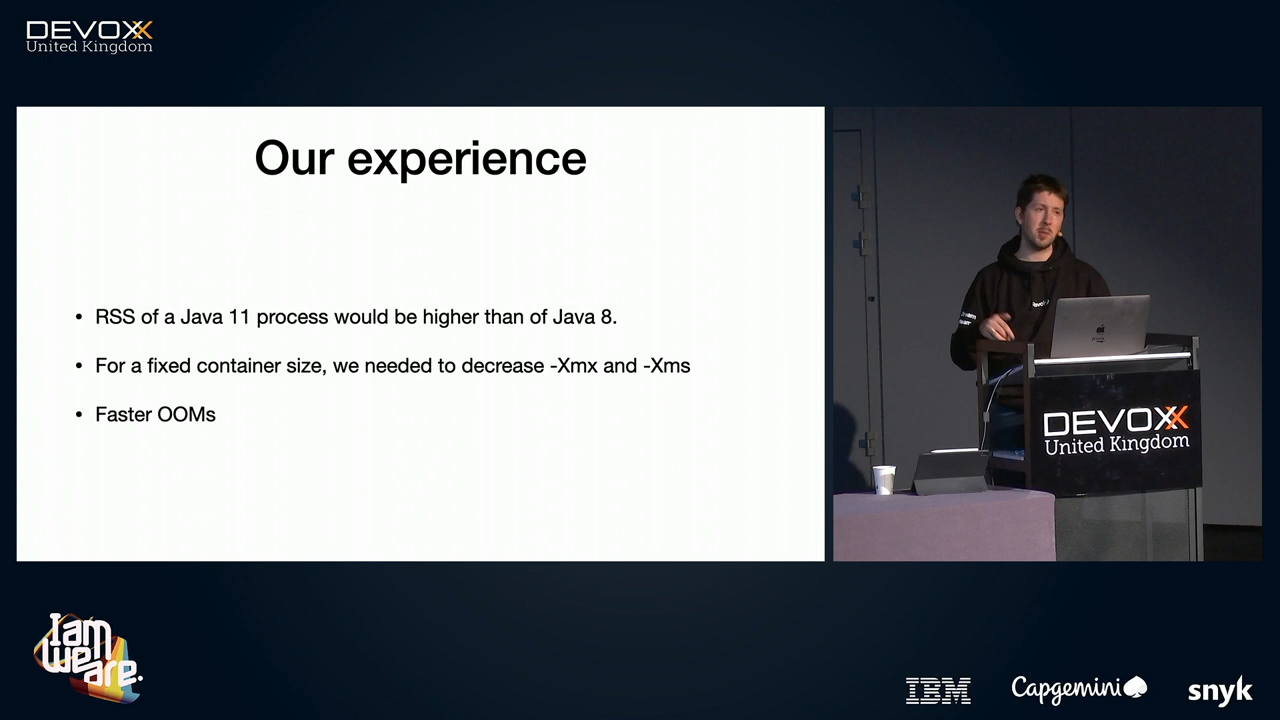 DEVOXX
United Kingdom
Our experience
• RSS of a Java 11 process would be higher than of Java 8.
• For a fixed container size, we needed to decrease -Xmx and -Xms
• Faster OOMs
DEVOXX
United Kingdom
I am
we are.
IBM
Capgemini
snyk